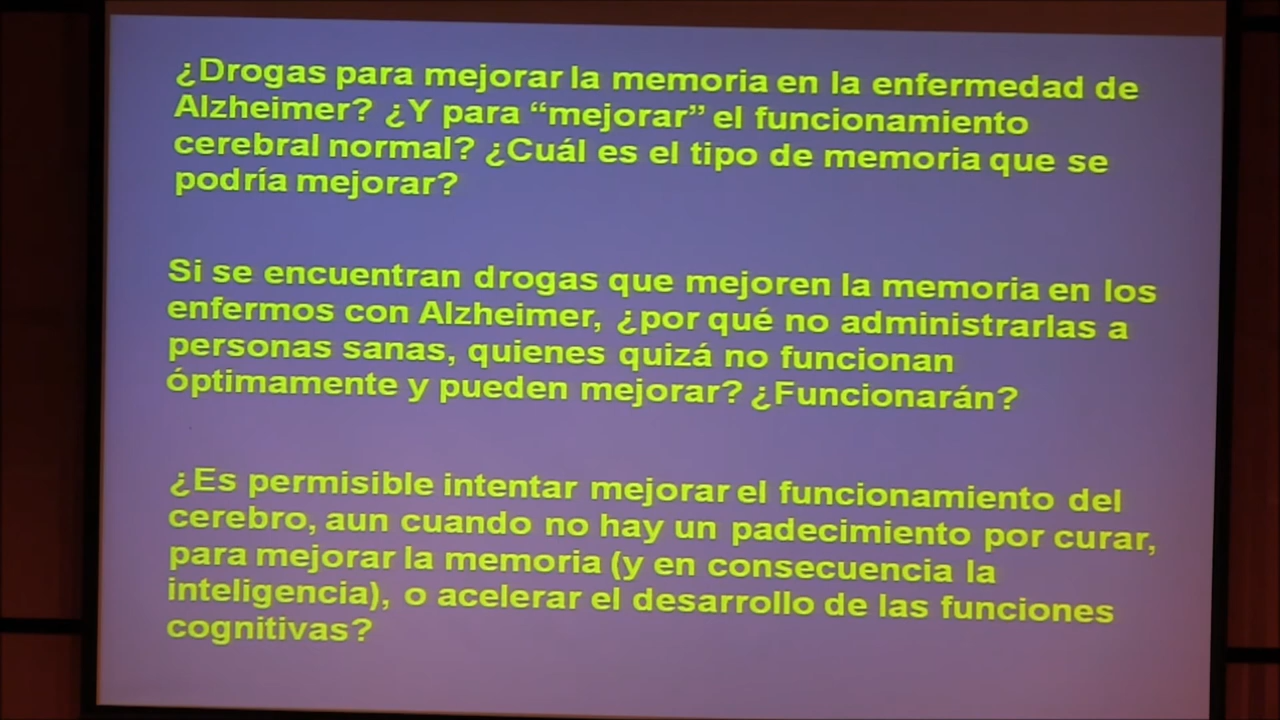 ¿Drogas para mejorar la memoria en la enfermedad de
Alzheimer? ¿Y para “mejorar” el funcionamiento
cerebral normal? ¿Cuál es el tipo de memoria que se
podría mejorar?
Si se encuentran drogas que mejoren la memoria en los
enfermos con Alzheimer, ¿por qué no administrarlas a
personas sanas, quienes quizá no funcionan
óptimamente y pueden mejorar? ¿Funcionarán?
¿Es permisible intentar mejorar el funcionamiento del
cerebro, aun cuando no hay un padecimiento por curar,
para mejorar la memoria (y en consecuencia la
inteligencia), o acelerar el desarrollo de las funciones
cognitivas?